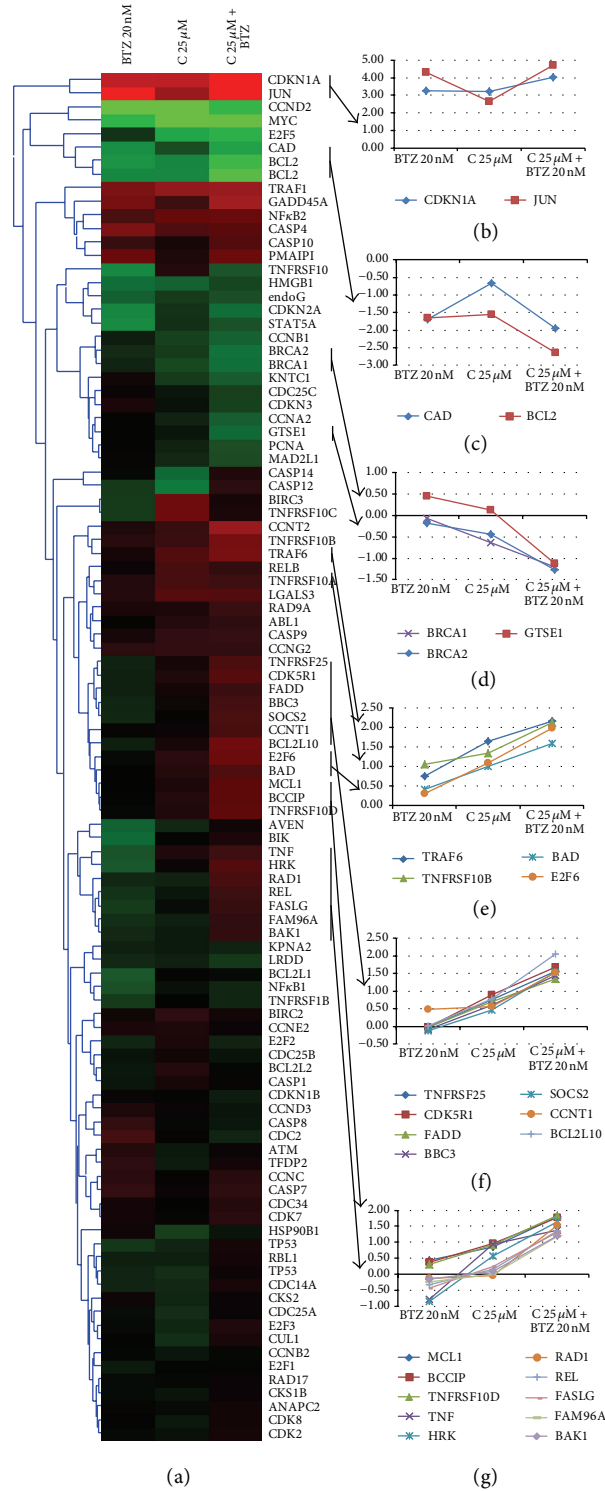 BTZ 20 nM
C 25 μM
C 25 μM + BTZ
CDKN1A
JUN
CCND2
MYC
E2F5
CAD
BCL2
BCL2
TRAF1
GADD45A
NFκB2
CASP4
CASP10
PMAIPI
TNFRSF10
HMGB1
endoG
CDKN2A
STAT5A
CCNB1
BRCA2
BRCA1
KNTC1
CDC25C
CDKN3
CCNA2
GTSE1
PCNA
MAD2L1
CASP14
CASP12
BIRC3
TNFRSF10C
CCNT2
TNFRSF10B
TRAF6
RELB
TNFRSF10A
LGALS3
RAD9A
ABL1
CASP9
CCNG2
TNFRSF25
CDK5R1
FADD
BBC3
SOCS2
CCNT1
BCL2L10
E2F6
BAD
MCL1
BCCIP
TNFRSF10D
AVEN
BIK
TNF
HRK
RAD1
REL
FASLG
FAM96A
BAK1
KPNA2
LRDD
BCL2L1
NFκB1
TNFRSF1B
BIRC2
CCNE2
E2F2
CDC25B
BCL2L2
CASP1
CDKN1B
CCND3
CASP8
CDC2
ATM
TFDP2
CCNC
CASP7
CDC34
CDK7
HSP90B1
TP53
RBL1
TP53
CDC14A
CKS2
CDC25A
E2F3
CUL1
CCNB2
E2F1
RAD17
CKS1B
ANAPC2
CDK8
CDK2
(a)
5.00
4.00
3.00
2.00
1.00
0.00
BTZ 20 nM
C 25 μM
C 25 μM + BTZ 20 nM
CDKN1A
JUN
(b)
0.00
−0.50
−1.00
−1.50
−2.00
−2.50
−3.00
BTZ 20 nM
C 25 μM
C 25 μM + BTZ 20 nM
CAD
BCL2
(c)
1.00
0.50
0.00
−0.50
−1.00
−1.50
BTZ 20 nM
C 25 μM
C 25 μM + BTZ 20 nM
BRCA1
GTSE1
BRCA2
(d)
2.50
2.00
1.50
1.00
0.50
0.00
BTZ 20 nM
C 25 μM
C 25 μM + BTZ 20 nM
TRAF6
BAD
TNFRSF10B
E2F6
(e)
2.50
2.00
1.50
1.00
0.50
0.00
−0.50
BTZ 20 nM
C 25 μM
C 25 μM + BTZ 20 nM
TNFRSF25
SOCS2
CDK5R1
CCNT1
FADD
BCL2L10
BBC3
(f)
2.00
1.50
1.00
0.50
0.00
−0.50
−1.00
BTZ 20 nM
C 25 μM
C 25 μM + BTZ 20 nM
MCL1
RAD1
BCCIP
REL
TNFRSF10D
FASLG
TNF
FAM96A
HRK
BAK1
(g)